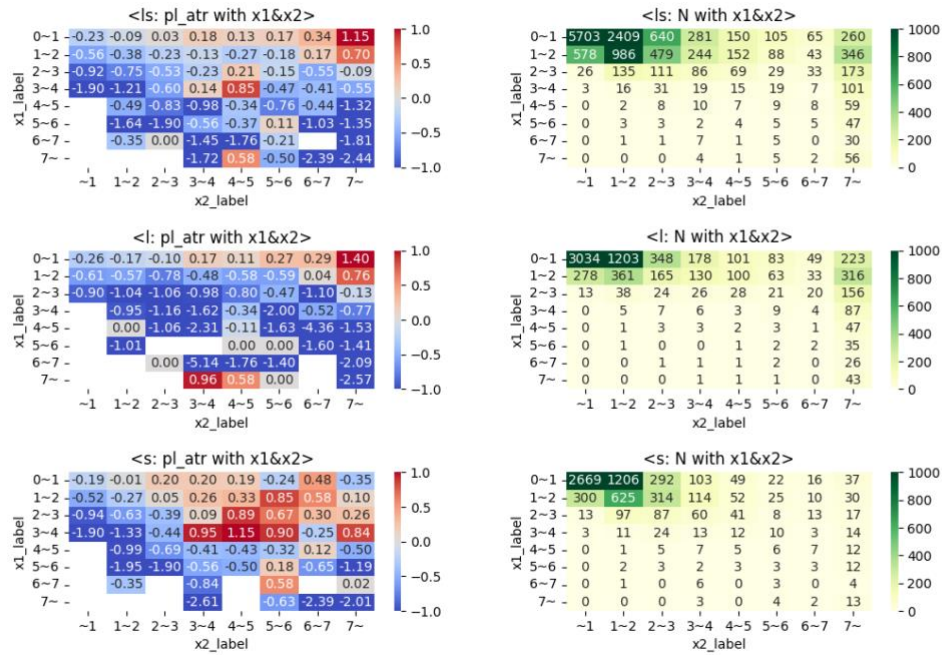 <ls: pl_atr with x1&x2>
0~1 -0.23 -0.09 0.03 0.18 0.13 0.17 0.34 1.15
1~2 -0.56 -0.38 -0.23 -0.13 -0.27 -0.18 0.17 0.70
2~3 -0.92 -0.75 -0.53 -0.23 0.21 -0.15 -0.55 -0.09
3~4 -1.90 -1.21 -0.60 0.14 0.85 -0.47 -0.41 -0.55
4~5 -0.49 -0.83 -0.98 -0.34 -0.76 -0.44 -1.32
5~6 -1.64 -1.90 -0.56 -0.37 0.11 -1.03 -1.35
6~7 -0.35 0.00 -1.45 -1.76 -0.21 -1.81
7~ -1.72 0.58 -0.50 -2.39 -2.44
~1 1~2 2~3 3~4 4~5 5~6 6~7 7~
x2_label
x1_label
1.0
0.5
0.0
−0.5
−1.0
<ls: N with x1&x2>
0~1 5703 2409 640 281 150 105 65 260
1~2 578 986 479 244 152 88 43 346
2~3 26 135 111 86 69 29 33 173
3~4 3 16 31 19 15 19 7 101
4~5 0 2 8 10 7 9 8 59
5~6 0 3 3 2 4 5 5 47
6~7 0 1 1 7 1 5 0 30
7~ 0 0 0 4 1 5 2 56
~1 1~2 2~3 3~4 4~5 5~6 6~7 7~
x2_label
x1_label
1000
800
600
400
200
0
<l: pl_atr with x1&x2>
0~1 -0.26 -0.17 -0.10 0.17 0.11 0.27 0.29 1.40
1~2 -0.61 -0.57 -0.78 -0.48 -0.58 -0.59 0.04 0.76
2~3 -0.90 -1.04 -1.06 -0.98 -0.80 -0.47 -1.10 -0.13
3~4 -0.95 -1.16 -1.62 -0.34 -2.00 -0.52 -0.77
4~5 0.00 -1.06 -2.31 -0.11 -1.63 -4.36 -1.53
5~6 -1.01 0.00 0.00 -1.60 -1.41
6~7 0.00 -5.14 -1.76 -1.40 -2.09
7~ 0.96 0.58 0.00 -2.57
~1 1~2 2~3 3~4 4~5 5~6 6~7 7~
x2_label
x1_label
1.0
0.5
0.0
−0.5
−1.0
<l: N with x1&x2>
0~1 3034 1203 348 178 101 83 49 223
1~2 278 361 165 130 100 63 33 316
2~3 13 38 24 26 28 21 20 156
3~4 0 5 7 6 3 9 4 87
4~5 0 1 3 3 2 3 1 47
5~6 0 1 0 0 1 2 2 35
6~7 0 0 1 1 1 2 0 26
7~ 0 0 0 1 1 1 0 43
~1 1~2 2~3 3~4 4~5 5~6 6~7 7~
x2_label
x1_label
1000
800
600
400
200
0
<s: pl_atr with x1&x2>
0~1 -0.19 -0.01 0.20 0.20 0.19 -0.24 0.48 -0.35
1~2 -0.52 -0.27 0.05 0.26 0.33 0.85 0.58 0.10
2~3 -0.94 -0.63 -0.39 0.09 0.89 0.67 0.30 0.26
3~4 -1.90 -1.33 -0.44 0.95 1.15 0.90 -0.25 0.84
4~5 -0.99 -0.69 -0.41 -0.43 -0.32 0.12 -0.50
5~6 -1.95 -1.90 -0.56 -0.50 0.18 -0.65 -1.19
6~7 -0.35 -0.84 0.58 0.02
7~ -2.61 -0.63 -2.39 -2.01
~1 1~2 2~3 3~4 4~5 5~6 6~7 7~
x2_label
x1_label
1.0
0.5
0.0
−0.5
−1.0
<s: N with x1&x2>
0~1 2669 1206 292 103 49 22 16 37
1~2 300 625 314 114 52 25 10 30
2~3 13 97 87 60 41 8 13 17
3~4 3 11 24 13 12 10 3 14
4~5 0 1 5 7 5 6 7 12
5~6 0 2 3 2 3 3 3 12
6~7 0 1 0 6 0 3 0 4
7~ 0 0 0 3 0 4 2 13
~1 1~2 2~3 3~4 4~5 5~6 6~7 7~
x2_label
x1_label
1000
800
600
400
200
0